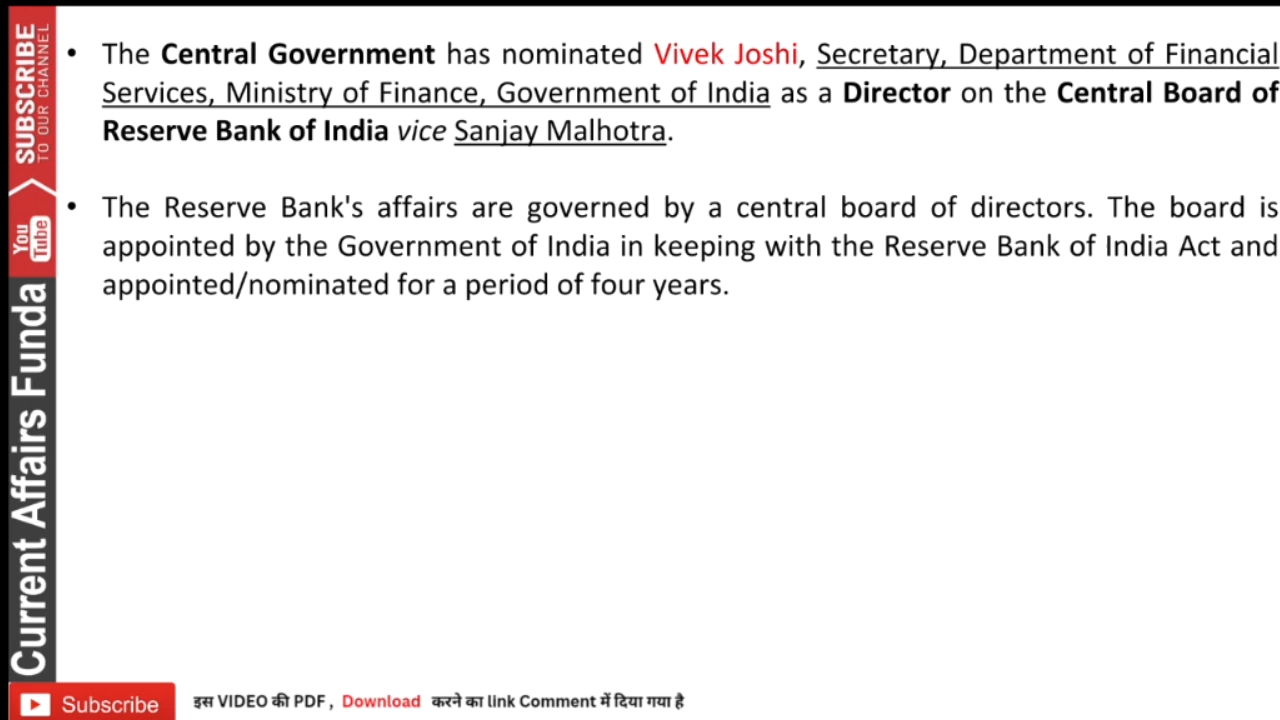 SUBSCRIBE
TO OUR CHANNEL
You
Tube
Current Affairs Funda
• The Central Government has nominated Vivek Joshi, Secretary, Department of Financial
Services, Ministry of Finance, Government of India as a Director on the Central Board of
Reserve Bank of India vice Sanjay Malhotra.
• The Reserve Bank's affairs are governed by a central board of directors. The board is
appointed by the Government of India in keeping with the Reserve Bank of India Act and
appointed/nominated for a period of four years.
Subscribe
इस VIDEO की PDF , Download करने का link Comment में दिया गया है